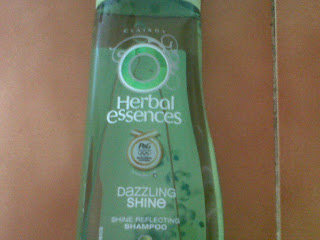 CLAIROL
Herbal
essences
DAZZLING
SHINE
SHINE REFLECTING
SHAMPOO